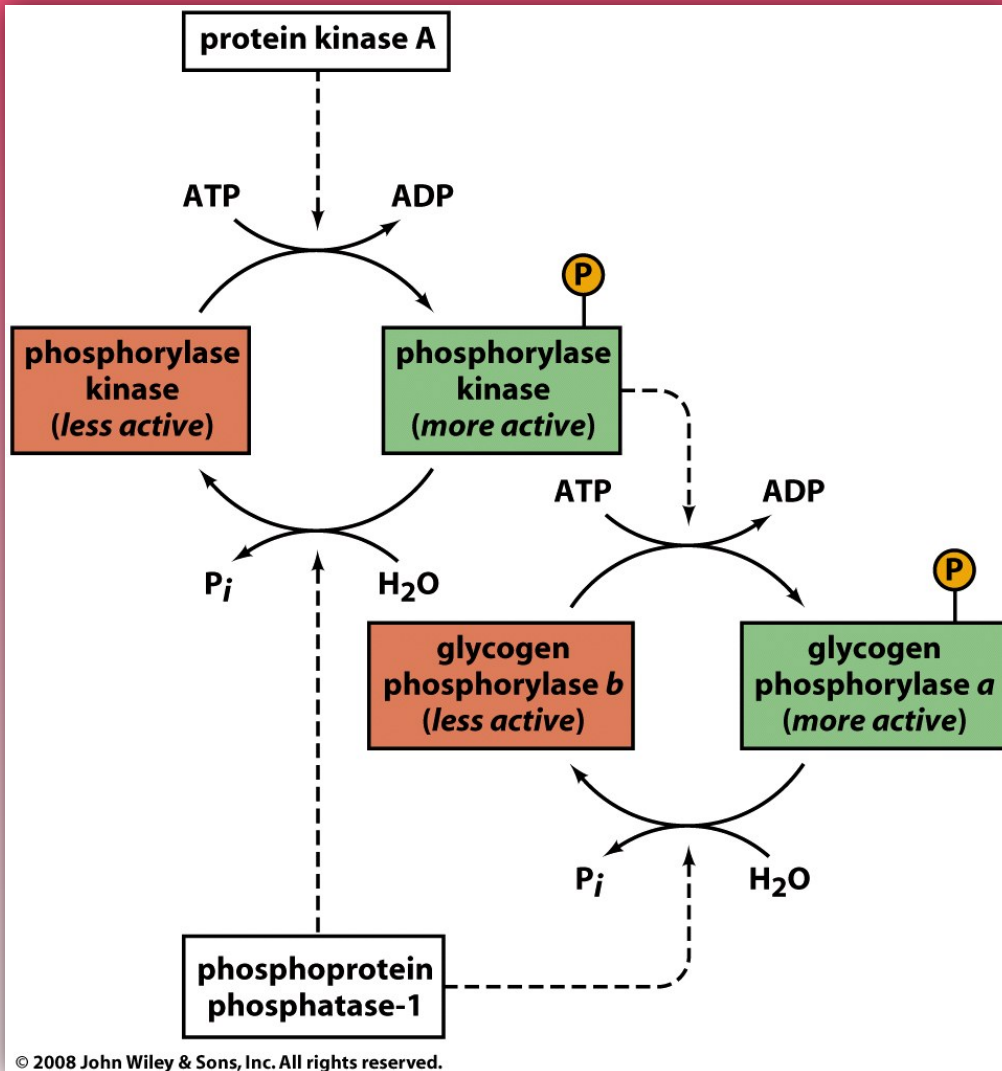 protein kinase A
ATP
ADP
P
phosphorylase
kinase
(less active)
phosphorylase
kinase
(more active)
ATP
ADP
Pi
H2O
P
glycogen
phosphorylase b
(less active)
glycogen
phosphorylase a
(more active)
Pi
H2O
phosphoprotein
phosphatase-1
© 2008 John Wiley & Sons, Inc. All rights reserved.